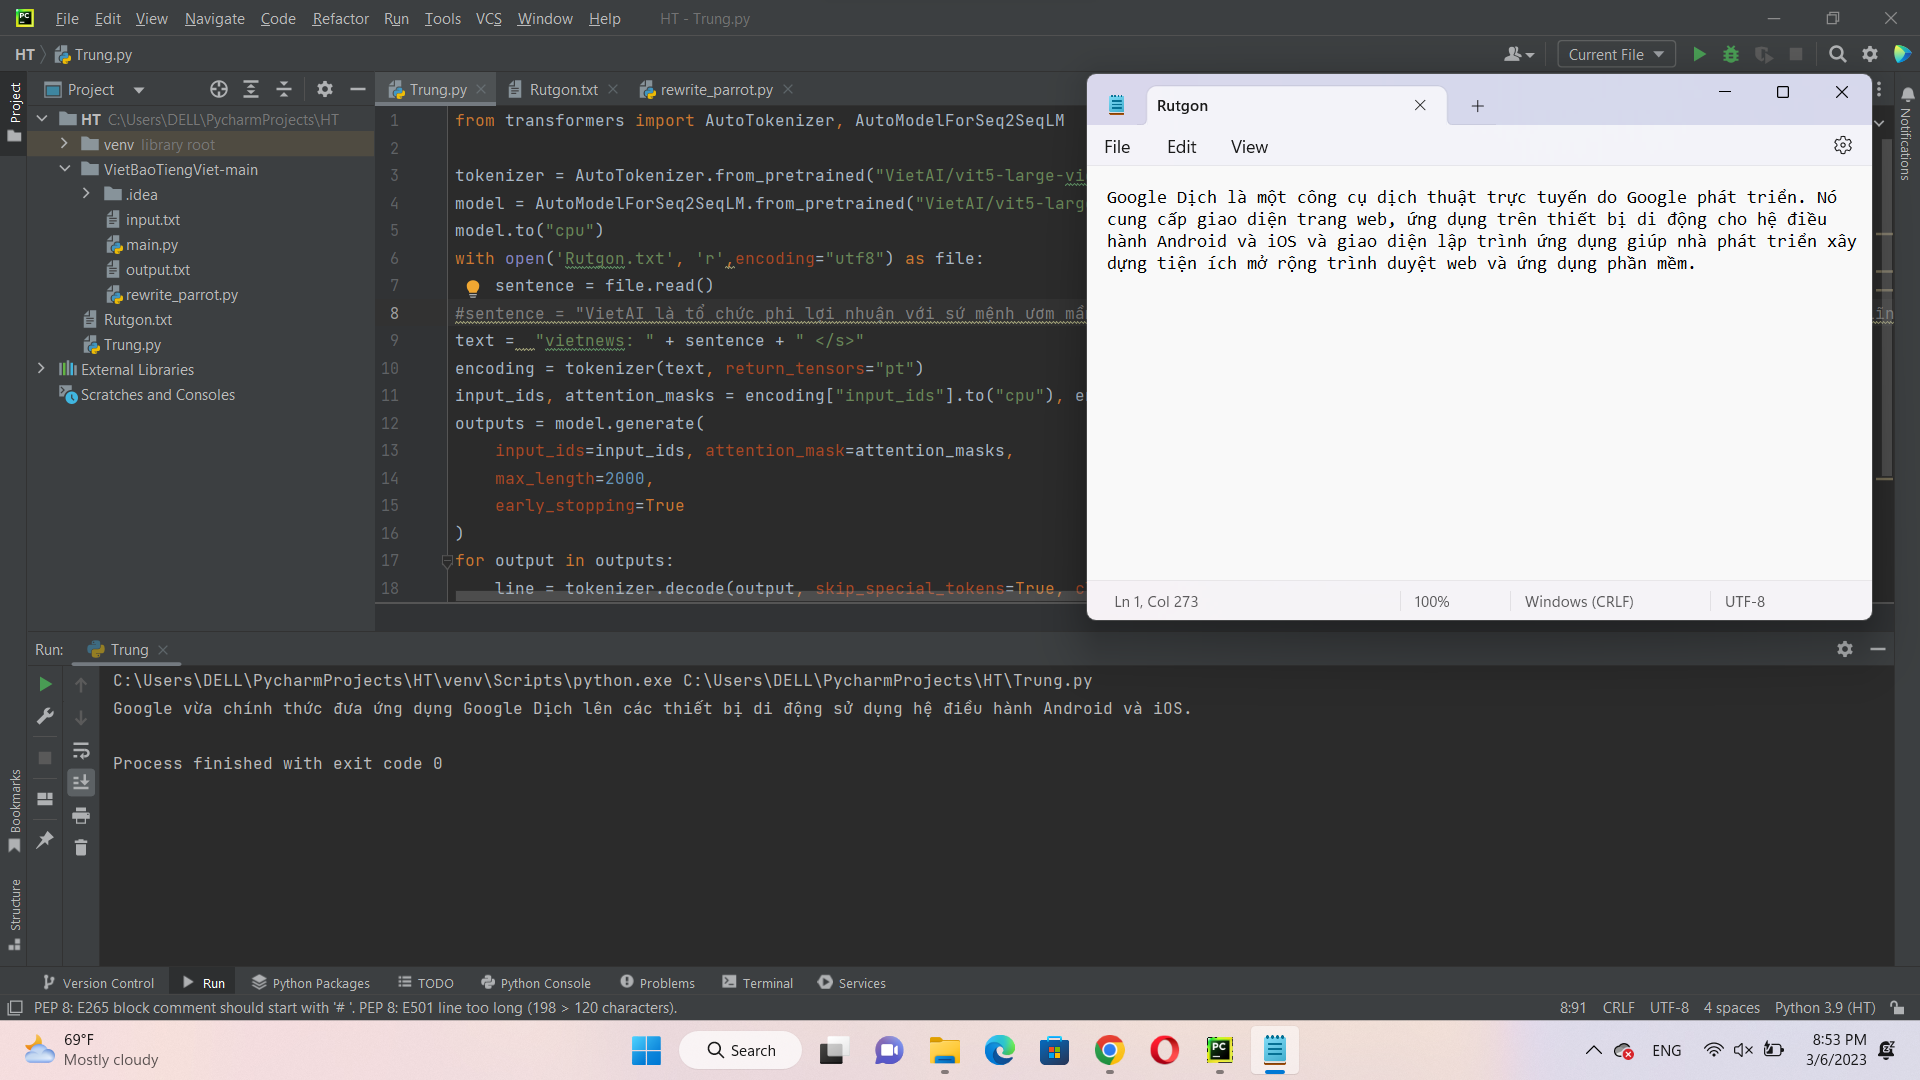 File Edit View Navigate Code Refactor Run Tools VCS Window Help HT - Trung.py
HT Trung.py Current File
Project
Trung.py Rutgon.txt rewrite_parrot.py
HT C:\Users\DELL\PycharmProjects\HT
venv library root
VietBaoTiengViet-main
.idea
input.txt
main.py
output.txt
rewrite_parrot.py
Rutgon.txt
Trung.py
External Libraries
Scratches and Consoles
Project
Bookmarks
Structure
Notifications
1 from transformers import AutoTokenizer, AutoModelForSeq2SeqLM
2
3 tokenizer = AutoTokenizer.from_pretrained("VietAI/vit5-large-vi
4 model = AutoModelForSeq2SeqLM.from_pretrained("VietAI/vit5-larg
5 model.to("cpu")
6 with open('Rutgon.txt', 'r',encoding="utf8") as file:
7 sentence = file.read()
8 #sentence = "VietAI là tổ chức phi lợi nhuận với sứ mệnh ươm mầ
9 text = "vietnews: " + sentence + " </s>"
10 encoding = tokenizer(text, return_tensors="pt")
11 input_ids, attention_masks = encoding["input_ids"].to("cpu"), e
12 outputs = model.generate(
13 input_ids=input_ids, attention_mask=attention_masks,
14 max_length=2000,
15 early_stopping=True
16 )
17 for output in outputs:
18 line = tokenizer.decode(output, skip_special_tokens=True, c
Rutgon
File Edit View
Google Dịch là một công cụ dịch thuật trực tuyến do Google phát triển. Nó
cung cấp giao diện trang web, ứng dụng trên thiết bị di động cho hệ điều
hành Android và iOS và giao diện lập trình ứng dụng giúp nhà phát triển xây
dựng tiện ích mở rộng trình duyệt web và ứng dụng phần mềm.
Ln 1, Col 273 100% Windows (CRLF) UTF-8
Run: Trung
C:\Users\DELL\PycharmProjects\HT\venv\Scripts\python.exe C:\Users\DELL\PycharmProjects\HT\Trung.py
Google vừa chính thức đưa ứng dụng Google Dịch lên các thiết bị di động sử dụng hệ điều hành Android và iOS.
Process finished with exit code 0
Version Control Run Python Packages TODO Python Console Problems Terminal Services
PEP 8: E265 block comment should start with '# '. PEP 8: E501 line too long (198 > 120 characters). 8:91 CRLF UTF-8 4 spaces Python 3.9 (HT)
69°F
Mostly cloudy
Search
ENG
8:53 PM
3/6/2023